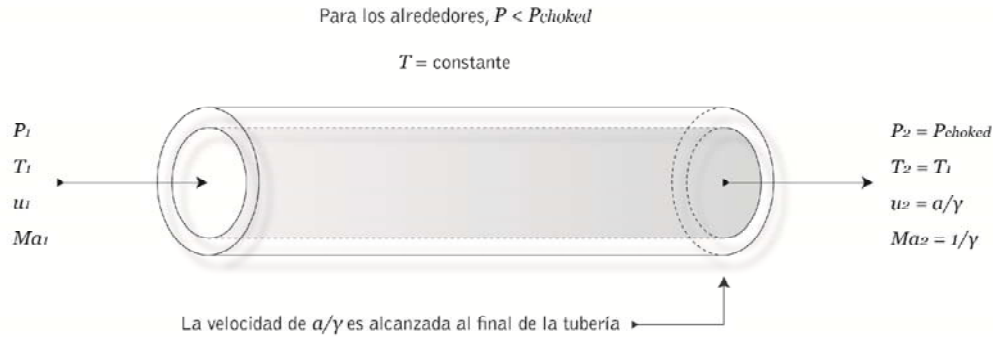 Para los alrededores, P < Pchoked
T = constante
P1
T1
u1
Ma1
P2 = Pchoked
T2 = T1
u2 = a/γ
Ma2 = 1/γ
La velocidad de a/γ es alcanzada al final de la tubería